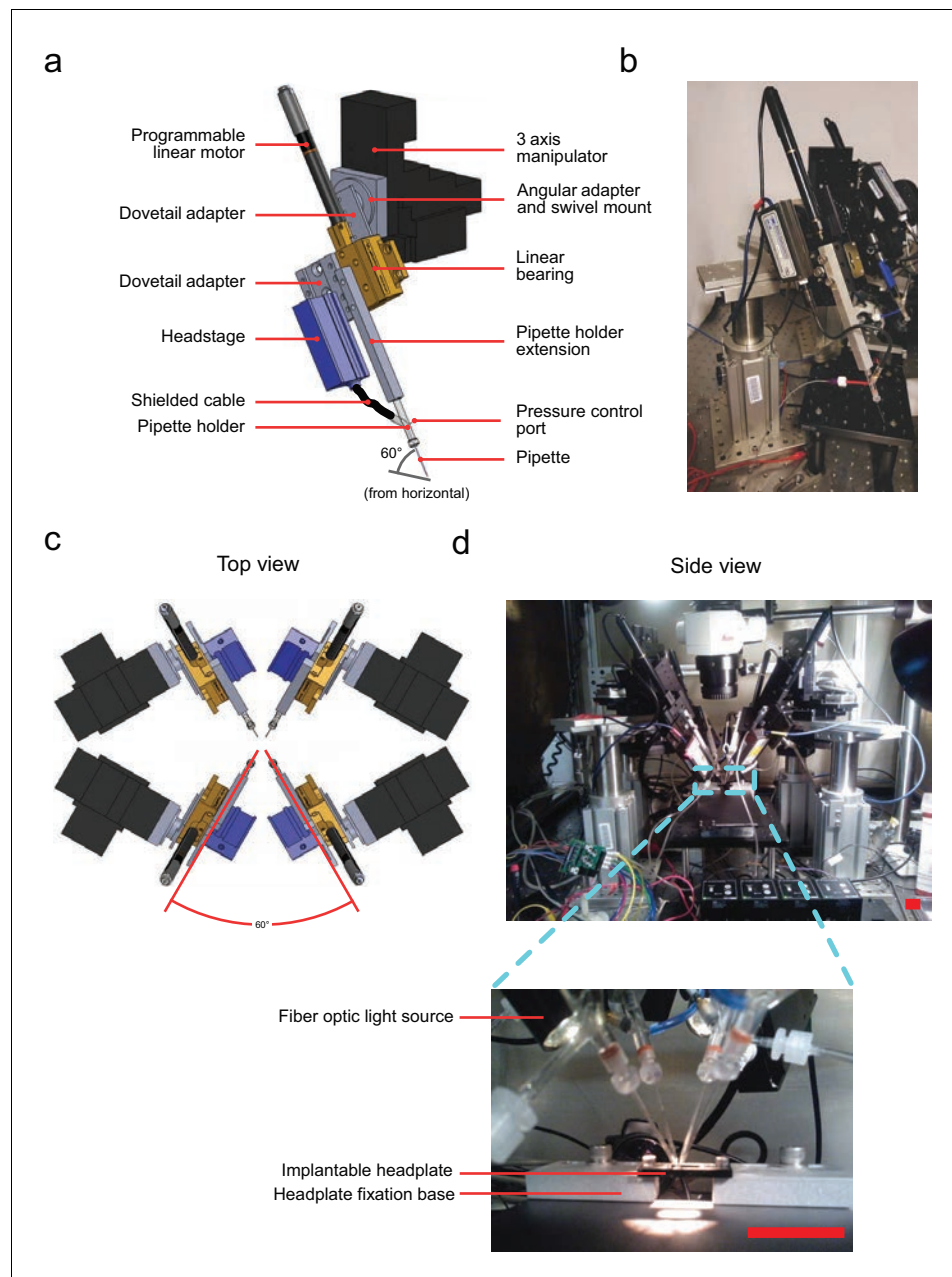 a
Programmable
linear motor
Dovetail adapter
Dovetail adapter
Headstage
Shielded cable
Pipette holder
3 axis
manipulator
Angular adapter
and swivel mount
Linear
bearing
Pipette holder
extension
Pressure control
port
Pipette
60°
(from horizontal)
b
c
Top view
60°
d
Side view
Fiber optic light source
Implantable headplate
Headplate fixation base